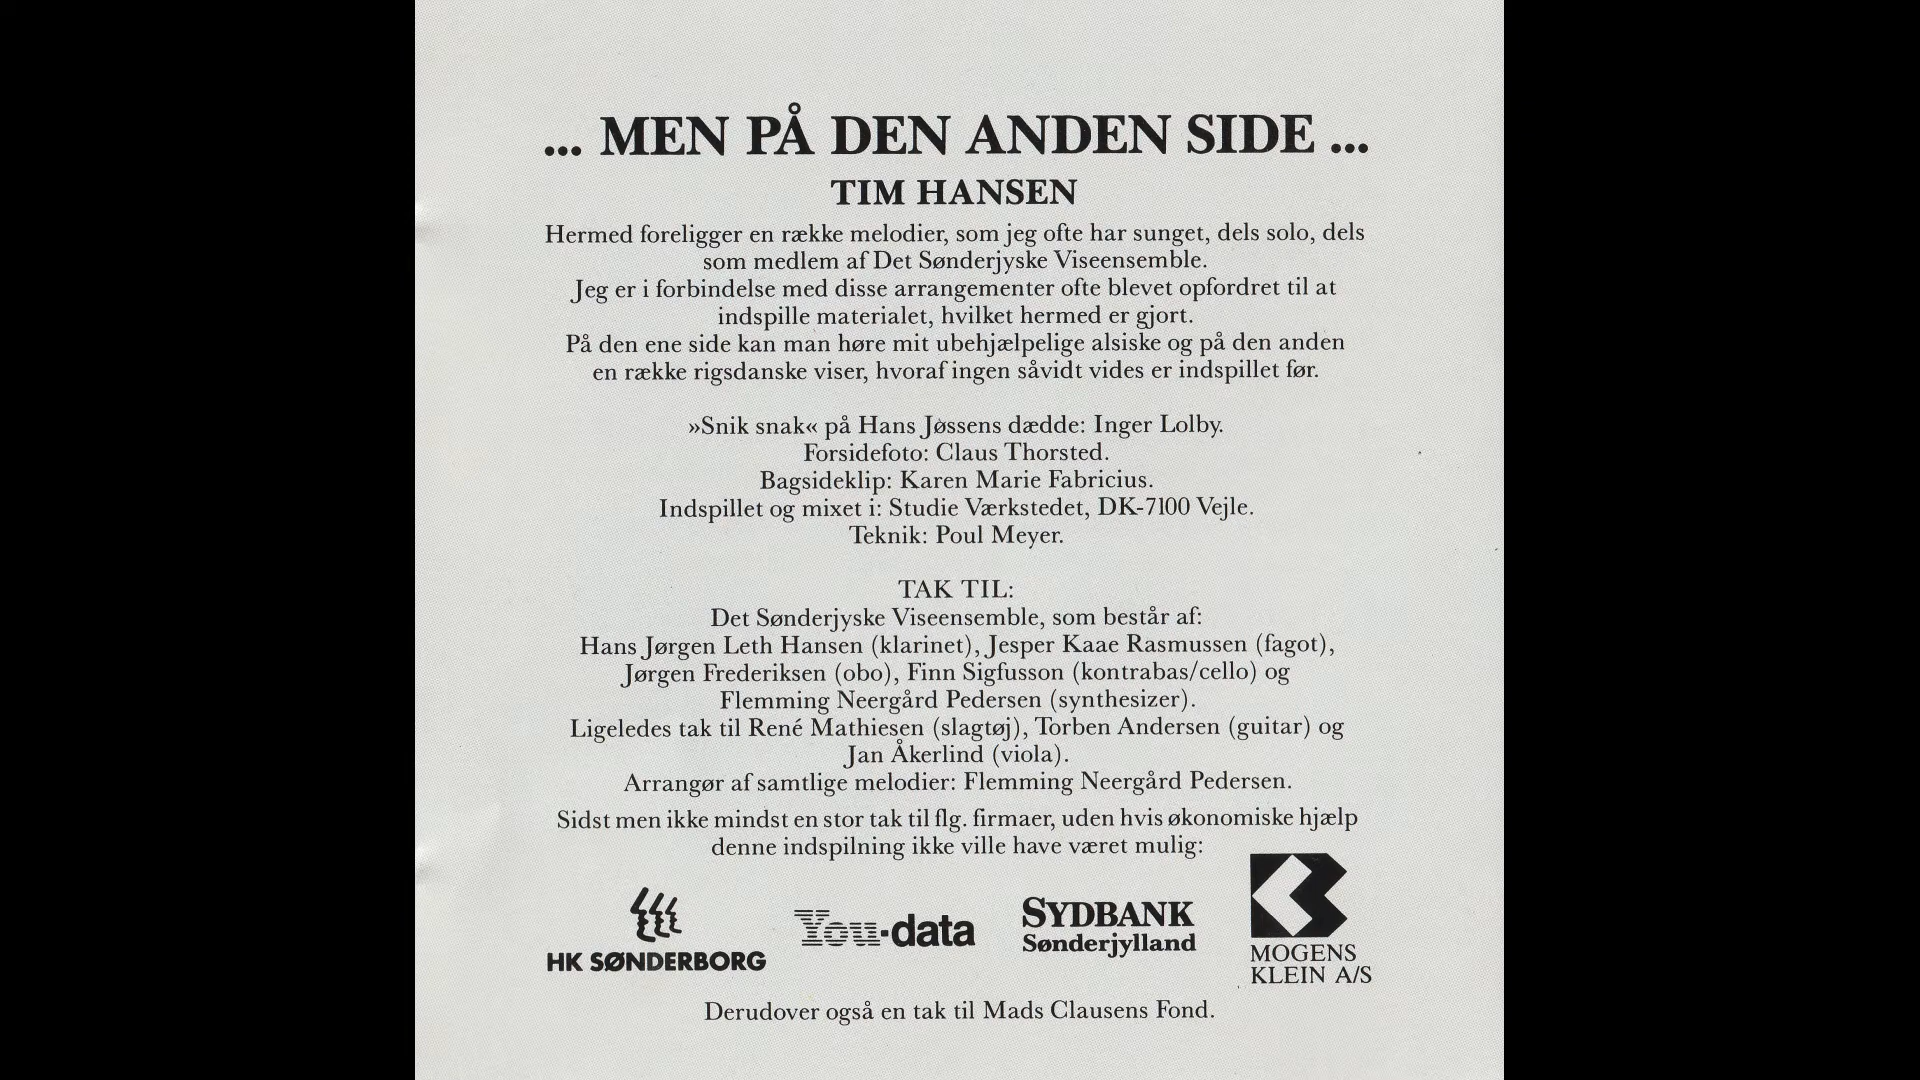 ... MEN PÅ DEN ANDEN SIDE ...
TIM HANSEN
Hermed foreligger en række melodier, som jeg ofte har sunget, dels solo, dels
som medlem af Det Sønderjyske Viseensemble.
Jeg er i forbindelse med disse arrangementer ofte blevet opfordret til at
indspille materialet, hvilket hermed er gjort.
På den ene side kan man høre mit ubehjælpelige alsiske og på den anden
en række rigsdanske viser, hvoraf ingen såvidt vides er indspillet før.
»Snik snak« på Hans Jøssens dædde: Inger Lolby.
Forsidefoto: Claus Thorsted.
Bagsideklip: Karen Marie Fabricius.
Indspillet og mixet i: Studie Værkstedet, DK-7100 Vejle.
Teknik: Poul Meyer.
TAK TIL:
Det Sønderjyske Viseensemble, som består af:
Hans Jørgen Leth Hansen (klarinet), Jesper Kaae Rasmussen (fagot),
Jørgen Frederiksen (obo), Finn Sigfusson (kontrabas/cello) og
Flemming Neergård Pedersen (synthesizer).
Ligeledes tak til René Mathiesen (slagtøj), Torben Andersen (guitar) og
Jan Åkerlind (viola).
Arrangør af samtlige melodier: Flemming Neergård Pedersen.
Sidst men ikke mindst en stor tak til flg. firmaer, uden hvis økonomiske hjælp
denne indspilning ikke ville have været mulig:
HK SØNDERBORG
You-data
SYDBANK
Sønderjylland
MOGENS
KLEIN A/S
Derudover også en tak til Mads Clausens Fond.